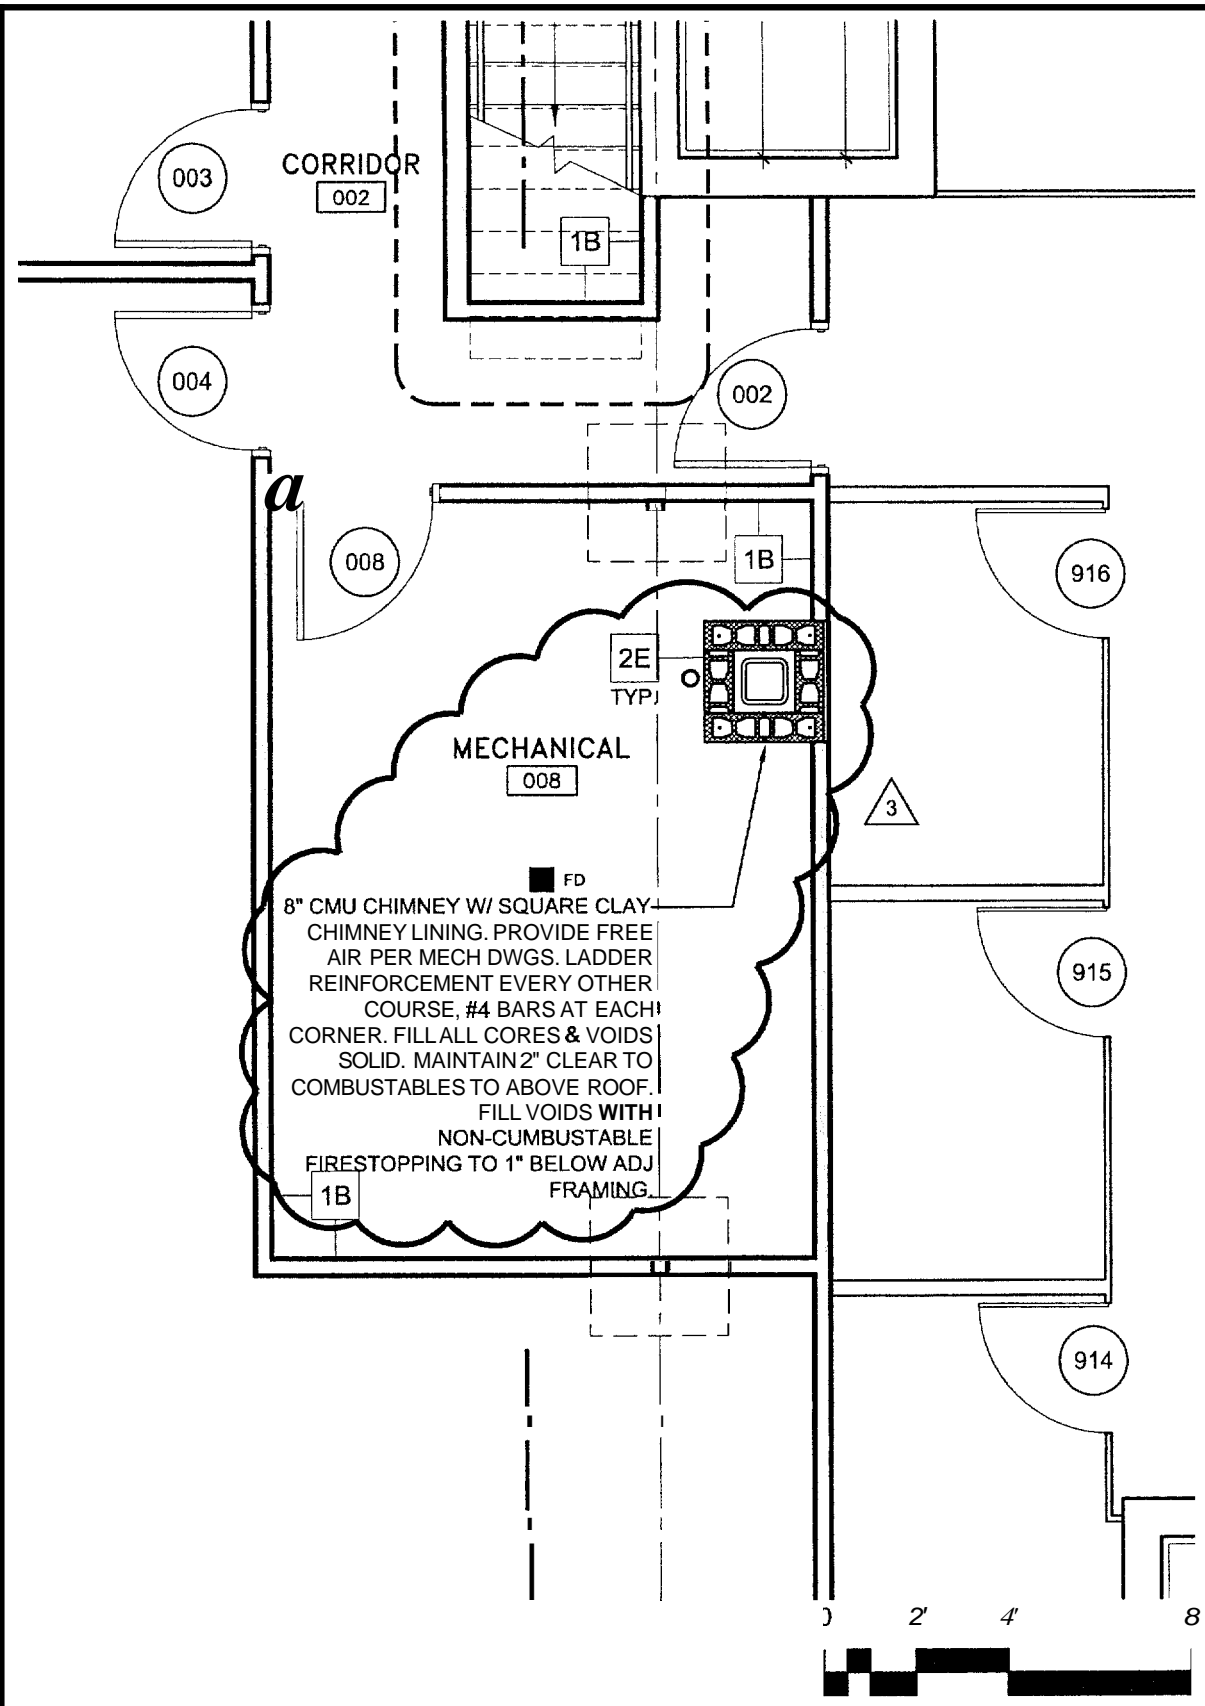 003
CORRIDOR
002
1B
004
002
a
008
1B
916
2E
TYP.
MECHANICAL
008
3
FD
8" CMU CHIMNEY W/ SQUARE CLAY
CHIMNEY LINING. PROVIDE FREE
AIR PER MECH DWGS. LADDER
REINFORCEMENT EVERY OTHER
COURSE, #4 BARS AT EACH
CORNER. FILL ALL CORES & VOIDS
SOLID. MAINTAIN 2" CLEAR TO
COMBUSTABLES TO ABOVE ROOF.
FILL VOIDS WITH
NON-CUMBUSTABLE
FIRESTOPPING TO 1" BELOW ADJ
FRAMING.
915
1B
914
0 2' 4' 8